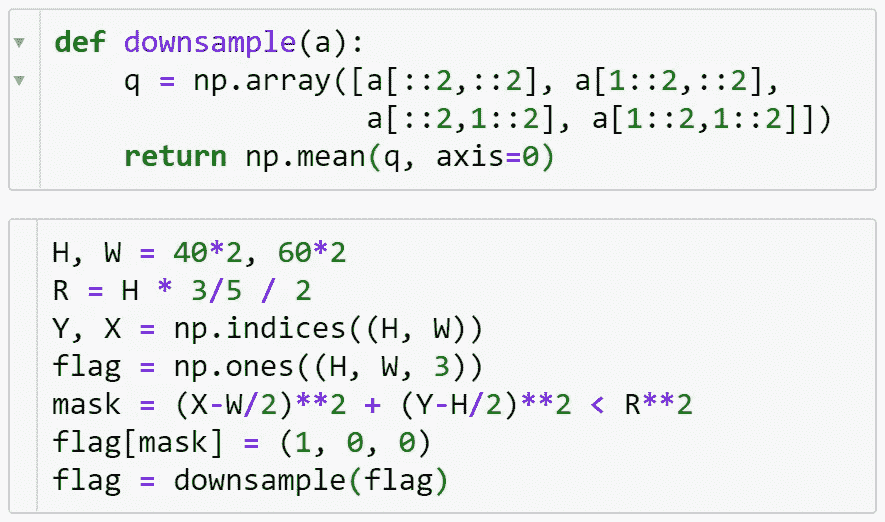 def downsample(a):
    q = np.array([a[::2,::2], a[1::2,::2],
                  a[::2,1::2], a[1::2,1::2]])
    return np.mean(q, axis=0)
H, W = 40*2, 60*2
R = H * 3/5 / 2
Y, X = np.indices((H, W))
flag = np.ones((H, W, 3))
mask = (X-W/2)**2 + (Y-H/2)**2 < R**2
flag[mask] = (1, 0, 0)
flag = downsample(flag)